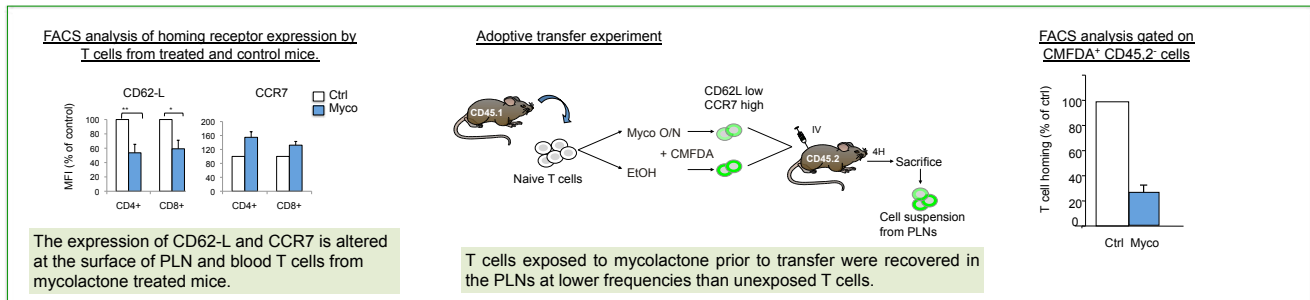 FACS analysis of homing receptor expression by
T cells from treated and control mice.
CD62-L
CCR7
Ctrl
Myco
MFI (% of control)
100
80
60
40
20
0
**
*
CD4+
CD8+
200
160
120
80
40
0
CD4+
CD8+
The expression of CD62-L and CCR7 is altered
at the surface of PLN and blood T cells from
mycolactone treated mice.
Adoptive transfer experiment
CD45.1
Naive T cells
Myco O/N
+ CMFDA
EtOH
CD62L low
CCR7 high
IV
CD45.2
4H
Sacrifice
Cell suspension
from PLNs
T cells exposed to mycolactone prior to transfer were recovered in
the PLNs at lower frequencies than unexposed T cells.
FACS analysis gated on
CMFDA⁺ CD45,2⁻ cells
T cell homing (% of ctrl)
100
80
60
40
20
0
Ctrl Myco